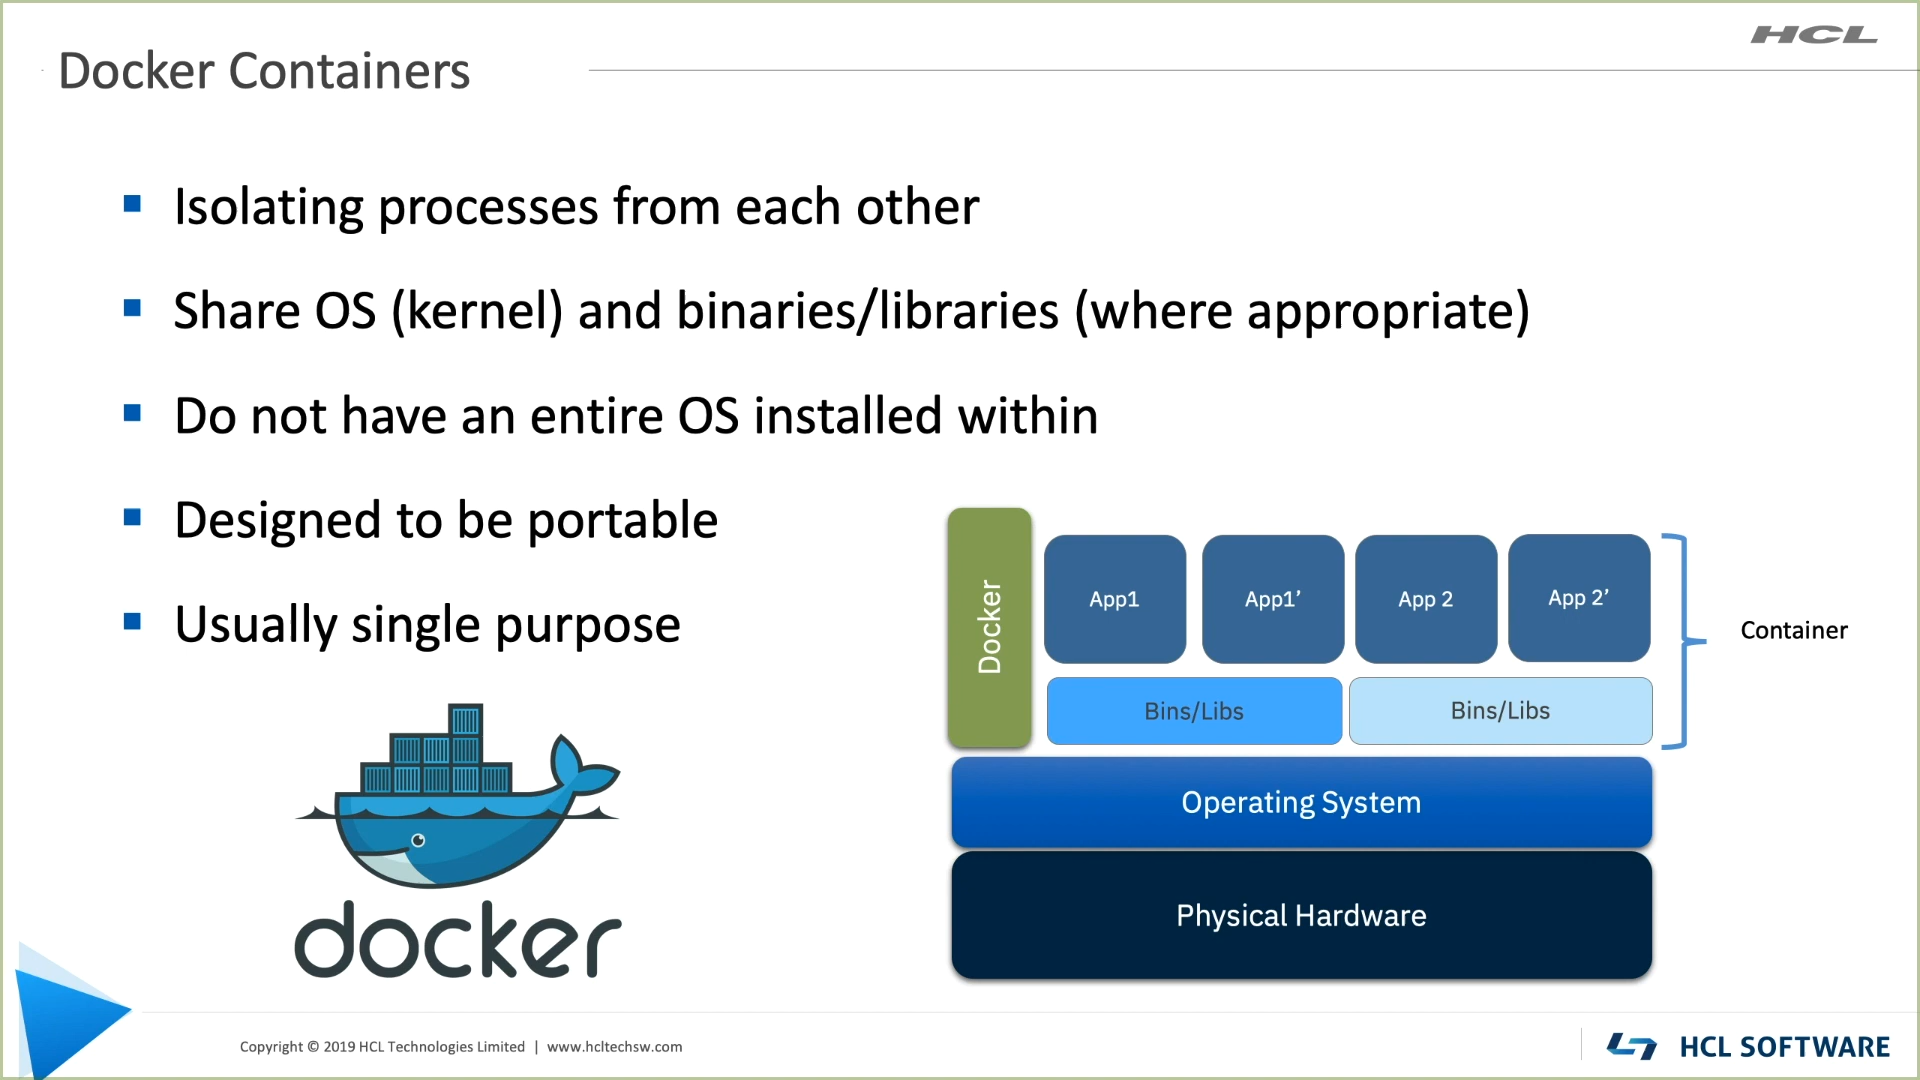 HCL
Docker Containers
Isolating processes from each other
Share OS (kernel) and binaries/libraries (where appropriate)
Do not have an entire OS installed within
Designed to be portable
Usually single purpose
docker
Docker
App1
App1’
App 2
App 2’
Container
Bins/Libs
Bins/Libs
Operating System
Physical Hardware
Copyright © 2019 HCL Technologies Limited | www.hcltechsw.com
HCL SOFTWARE